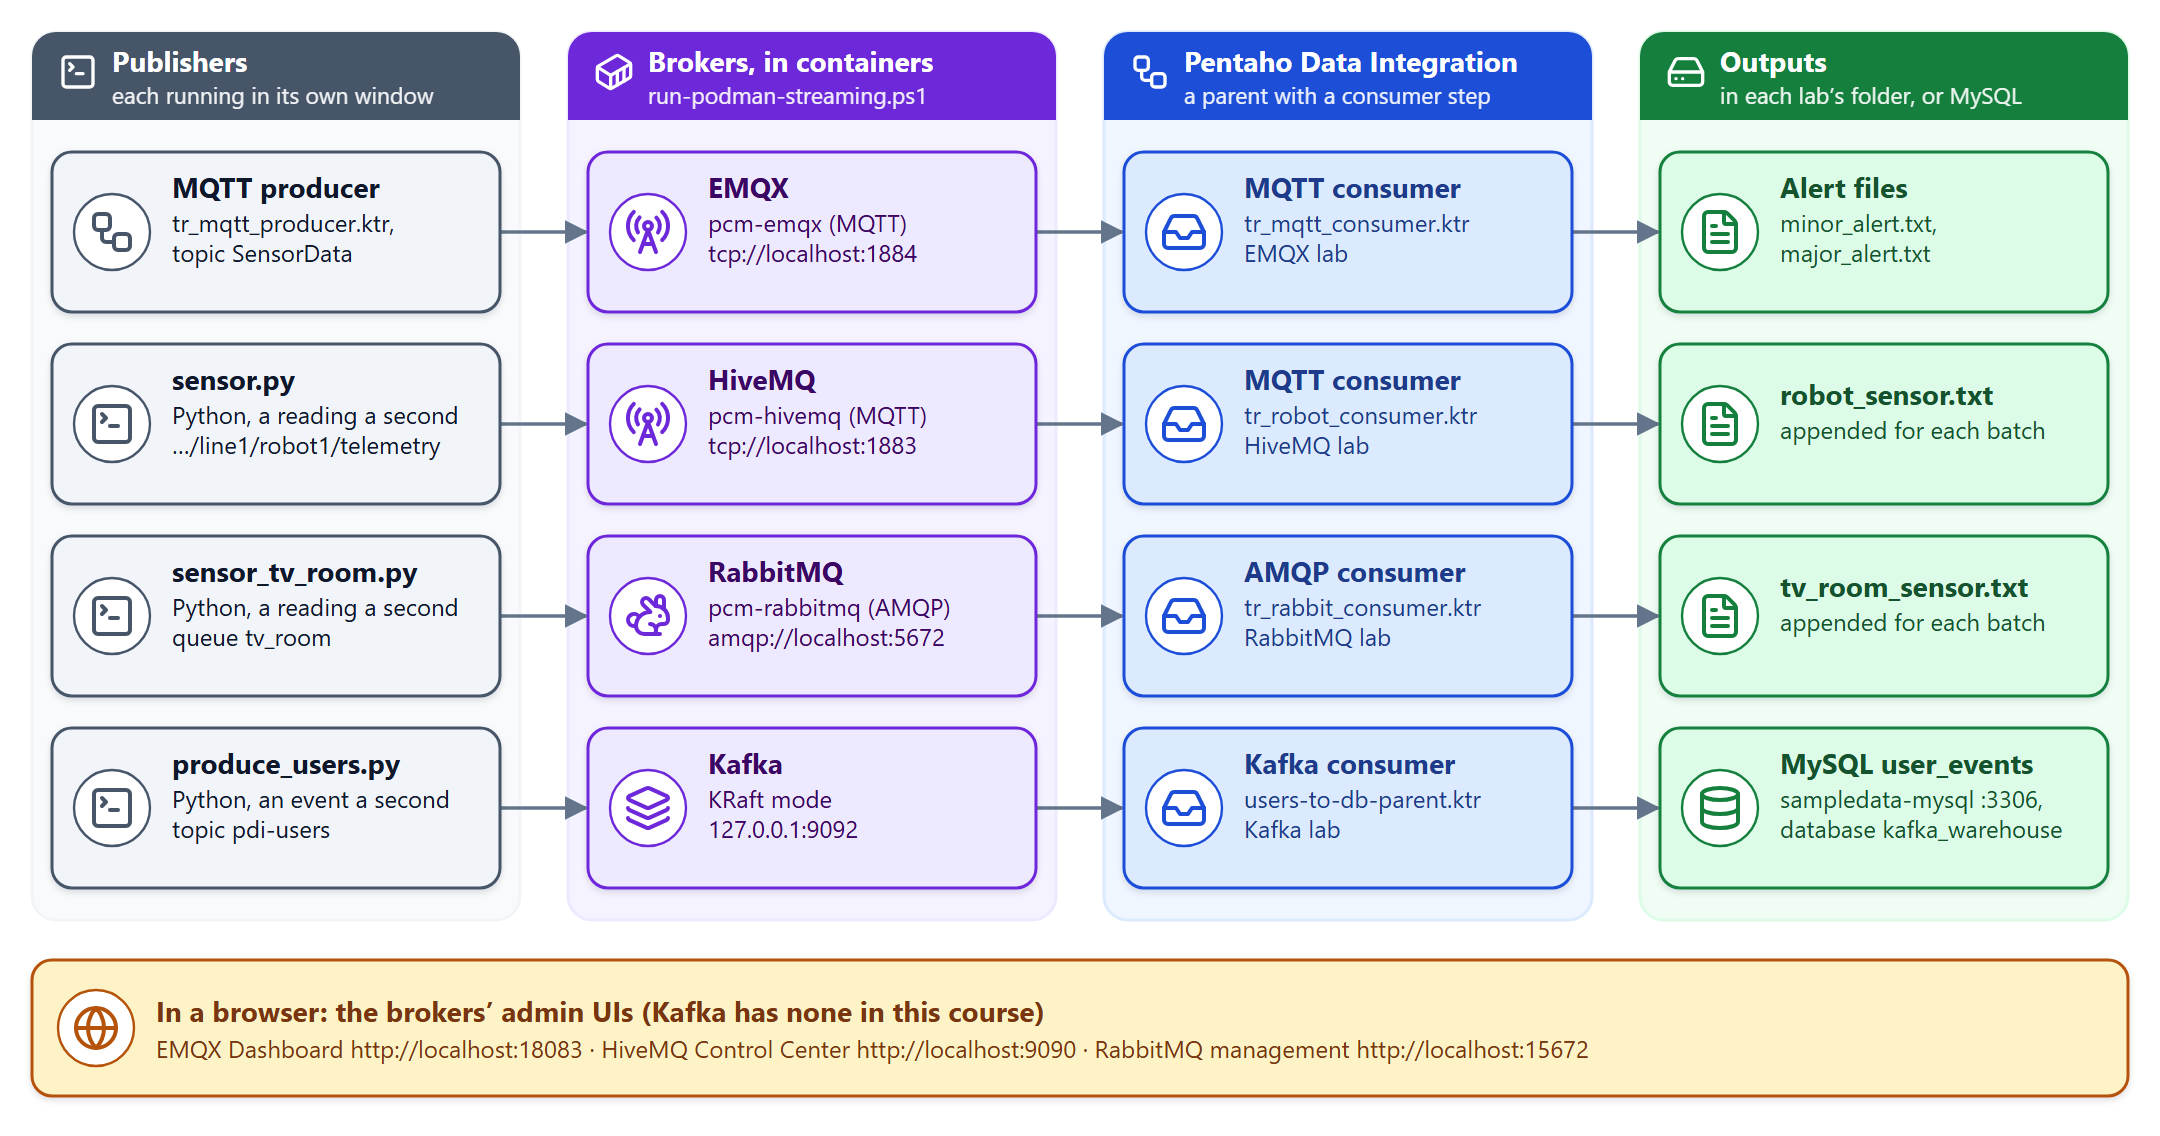 Publishers
each running in its own window
MQTT producer
tr_mqtt_producer.ktr,
topic SensorData
sensor.py
Python, a reading a second
.../line1/robot1/telemetry
sensor_tv_room.py
Python, a reading a second
queue tv_room
produce_users.py
Python, an event a second
topic pdi-users
Brokers, in containers
run-podman-streaming.ps1
EMQX
pcm-emqx (MQTT)
tcp://localhost:1884
HiveMQ
pcm-hivemq (MQTT)
tcp://localhost:1883
RabbitMQ
pcm-rabbitmq (AMQP)
amqp://localhost:5672
Kafka
KRaft mode
127.0.0.1:9092
Pentaho Data Integration
a parent with a consumer step
MQTT consumer
tr_mqtt_consumer.ktr
EMQX lab
MQTT consumer
tr_robot_consumer.ktr
HiveMQ lab
AMQP consumer
tr_rabbit_consumer.ktr
RabbitMQ lab
Kafka consumer
users-to-db-parent.ktr
Kafka lab
Outputs
in each lab’s folder, or MySQL
Alert files
minor_alert.txt,
major_alert.txt
robot_sensor.txt
appended for each batch
tv_room_sensor.txt
appended for each batch
MySQL user_events
sampledata-mysql :3306,
database kafka_warehouse
In a browser: the brokers’ admin UIs (Kafka has none in this course)
EMQX Dashboard http://localhost:18083 · HiveMQ Control Center http://localhost:9090 · RabbitMQ management http://localhost:15672